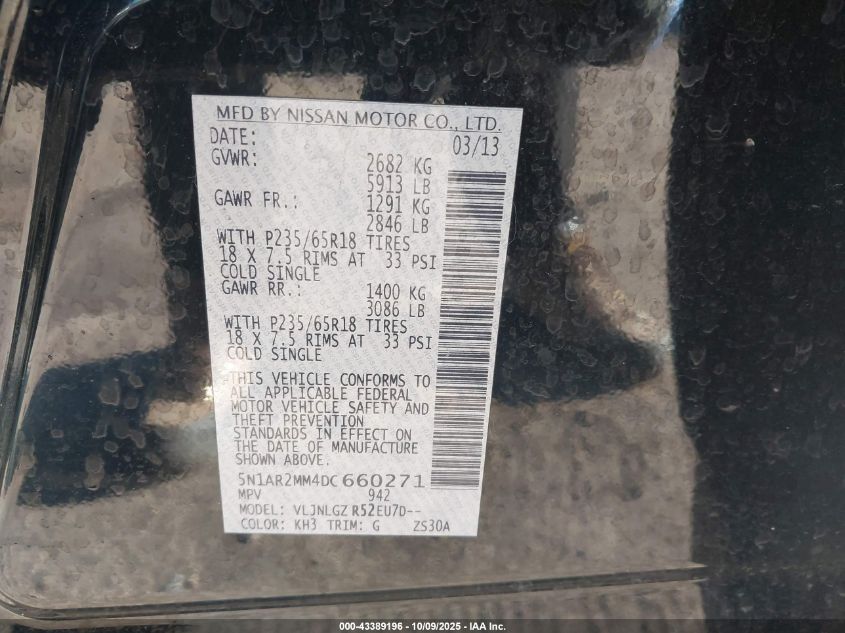 MFD BY NISSAN MOTOR CO., LTD.
DATE: 03/13
GVWR: 2682 KG
5913 LB
GAWR FR.: 1291 KG
2846 LB
WITH P235/65R18 TIRES
18 X 7.5 RIMS AT 33 PSI
COLD SINGLE
GAWR RR.: 1400 KG
3086 LB
WITH P235/65R18 TIRES
18 X 7.5 RIMS AT 33 PSI
COLD SINGLE
THIS VEHICLE CONFORMS TO
ALL APPLICABLE FEDERAL
MOTOR VEHICLE SAFETY AND
THEFT PREVENTION
STANDARDS IN EFFECT ON
THE DATE OF MANUFACTURE
SHOWN ABOVE.
5N1AR2MM4DC660271
MPV 942
MODEL: VLJNLGZ R52EU7D--
COLOR: KH3 TRIM: G ZS30A
000-43389196 - 10/09/2025 - IAA Inc.